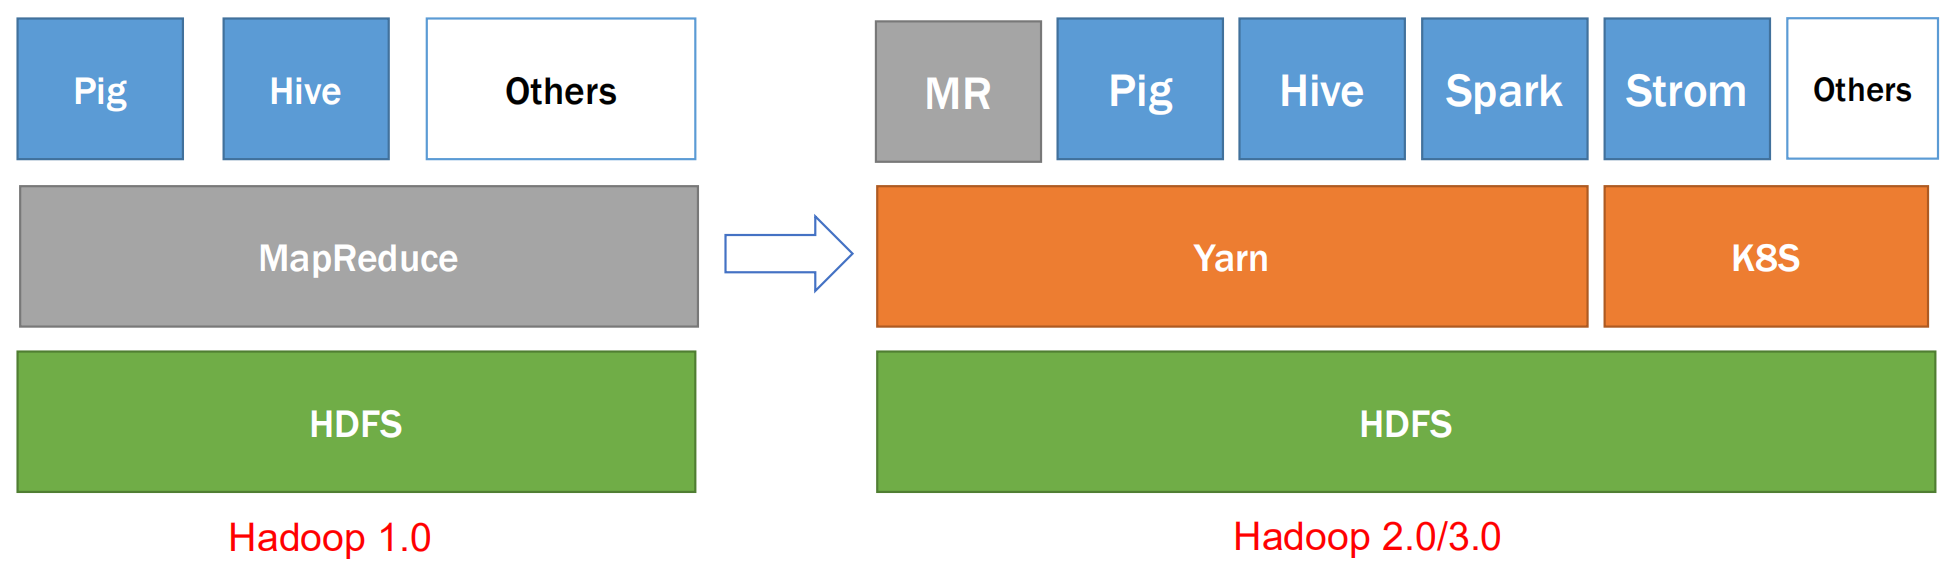 Pig
Hive
Others
MapReduce
HDFS
Hadoop 1.0
MR
Pig
Hive
Spark
Strom
Others
Yarn
K8S
HDFS
Hadoop 2.0/3.0